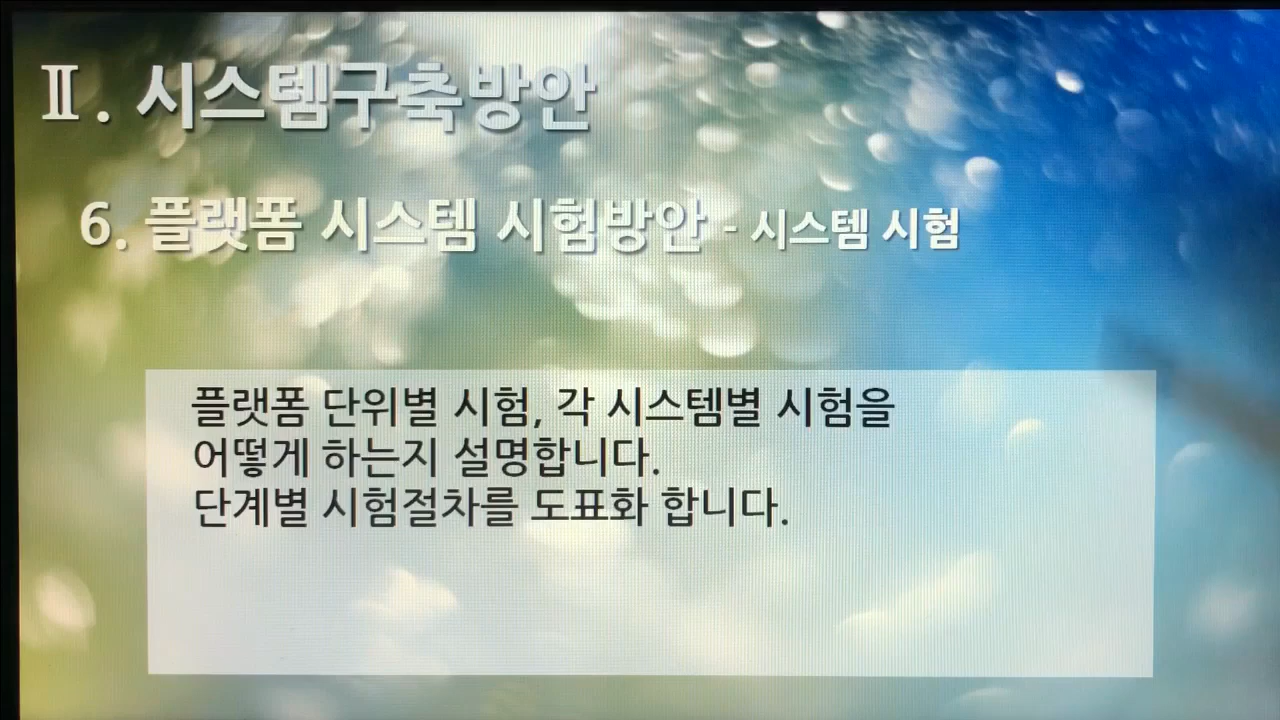 Ⅱ. 시스템구축방안
6. 플랫폼 시스템 시험방안 - 시스템 시험
플랫폼 단위별 시험, 각 시스템별 시험을
어떻게 하는지 설명합니다.
단계별 시험절차를 도표화 합니다.